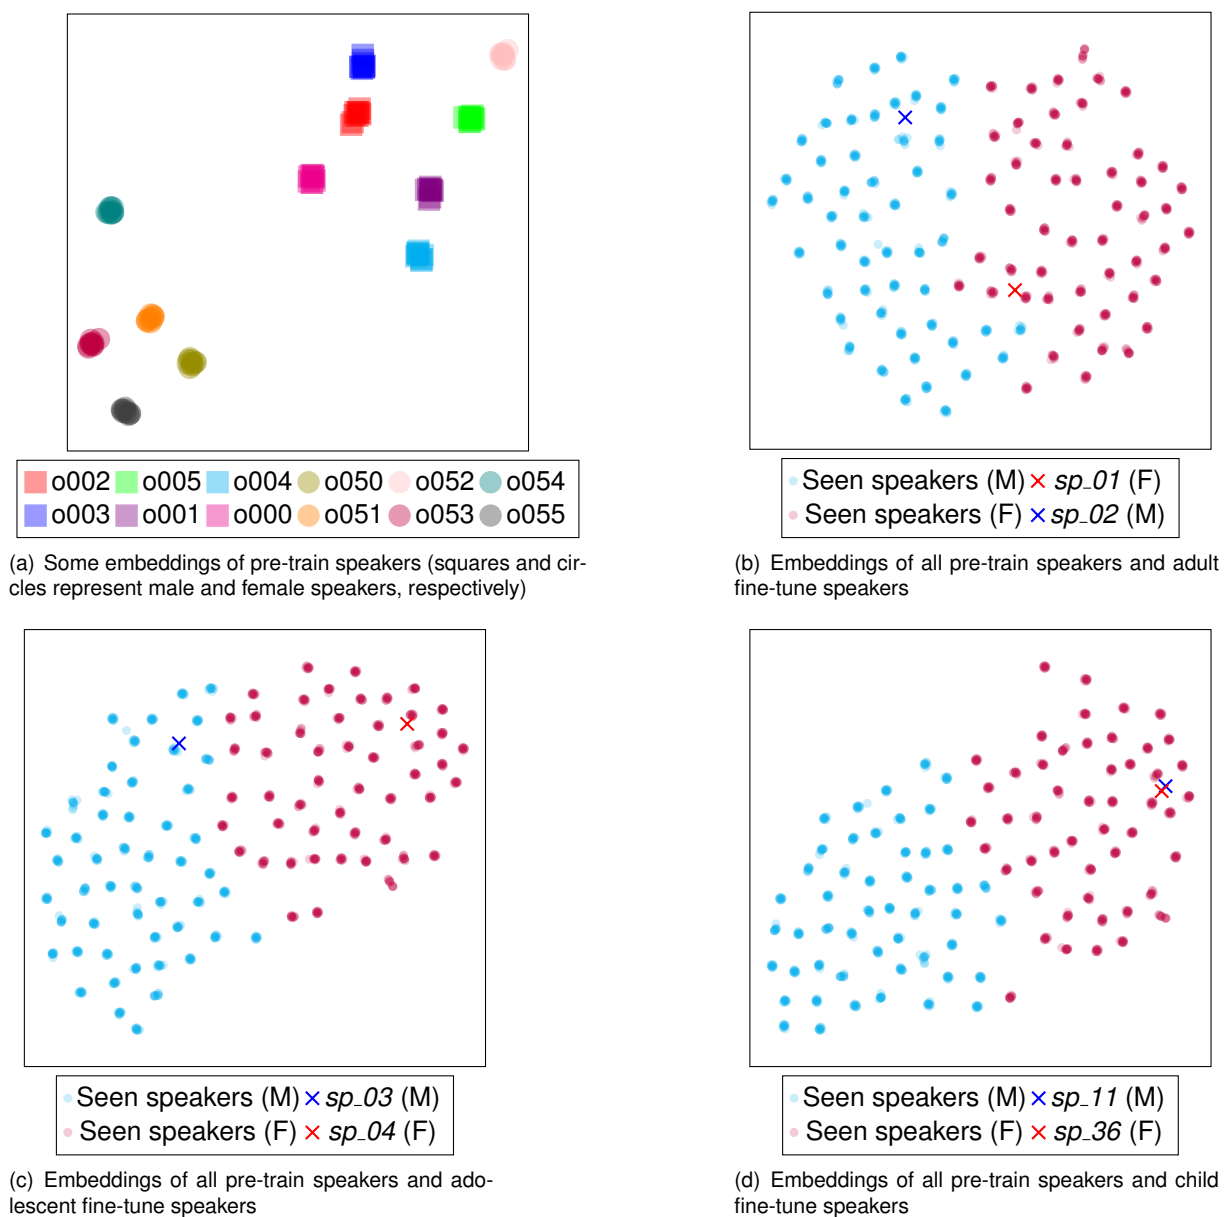 o002 o005 o004 o050 o052 o054
o003 o001 o000 o051 o053 o055
(a) Some embeddings of pre-train speakers (squares and cir-
cles represent male and female speakers, respectively)
Seen speakers (M) sp_01 (F)
Seen speakers (F) sp_02 (M)
(b) Embeddings of all pre-train speakers and adult
fine-tune speakers
Seen speakers (M) sp_03 (M)
Seen speakers (F) sp_04 (F)
(c) Embeddings of all pre-train speakers and ado-
lescent fine-tune speakers
Seen speakers (M) sp_11 (M)
Seen speakers (F) sp_36 (F)
(d) Embeddings of all pre-train speakers and child
fine-tune speakers